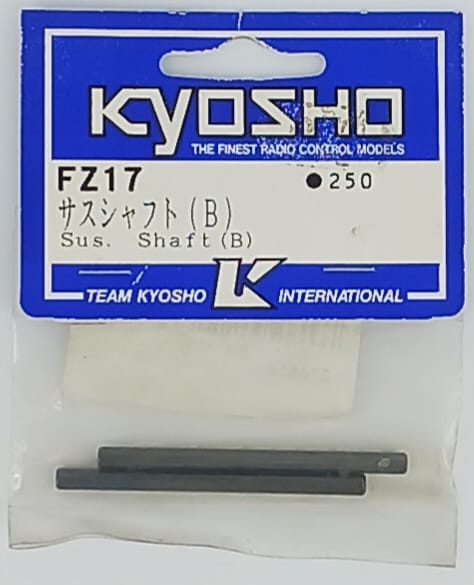 KYOSHO
THE FINEST RADIO CONTROL MODELS
FZ17 ●250
サスシャフト(B)
Sus. Shaft(B)
TEAM KYOSHO K INTERNATIONAL